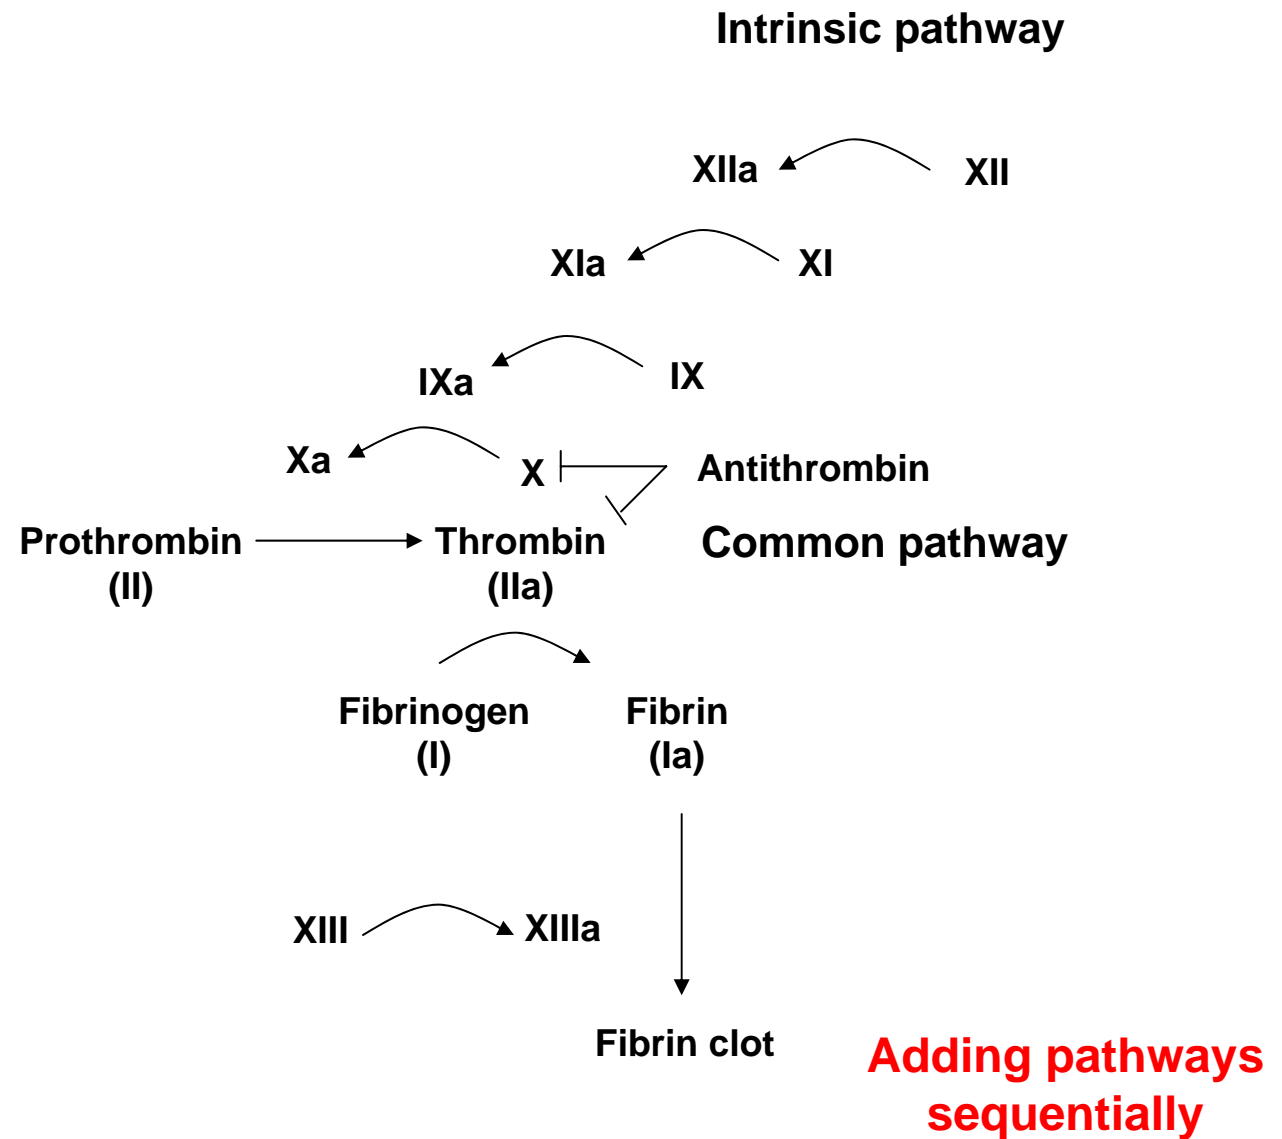 Intrinsic pathway
XIIa XII
XIa XI
IXa IX
Xa X Antithrombin
Prothrombin Thrombin Common pathway
(II) (IIa)
Fibrinogen Fibrin
(I) (Ia)
XIII XIIIa
Fibrin clot
Adding pathways
sequentially